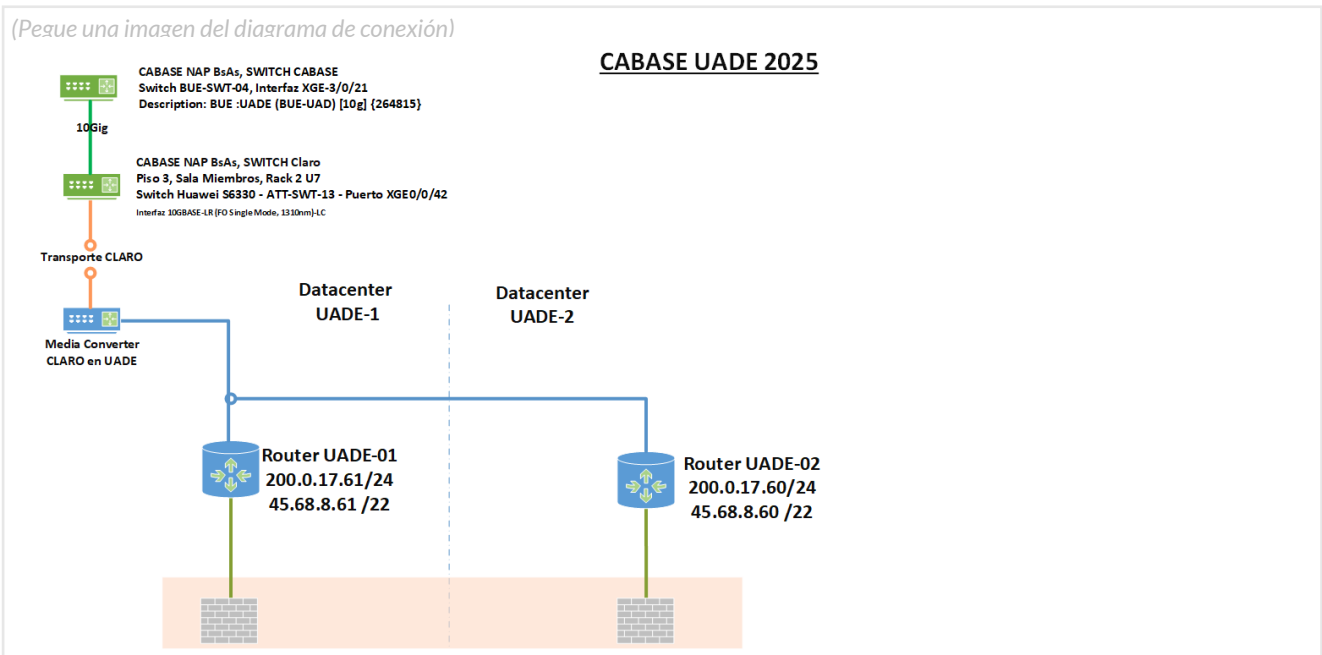 (Pegue una imagen del diagrama de conexión)
CABASE UADE 2025
CABASE NAP BsAs, SWITCH CABASE
Switch BUE-SWT-04, Interfaz XGE-3/0/21
Description: BUE :UADE (BUE-UAD) [10g] {264815}
10Gig
CABASE NAP BsAs, SWITCH Claro
Piso 3, Sala Miembros, Rack 2 U7
Switch Huawei S6330 - ATT-SWT-13 - Puerto XGE0/0/42
Interfaz 10GBASE-LR (FO Single Mode, 1310nm)-LC
Transporte CLARO
Datacenter
UADE-1
Datacenter
UADE-2
Media Converter
CLARO en UADE
Router UADE-01
200.0.17.61/24
45.68.8.61 /22
Router UADE-02
200.0.17.60/24
45.68.8.60 /22